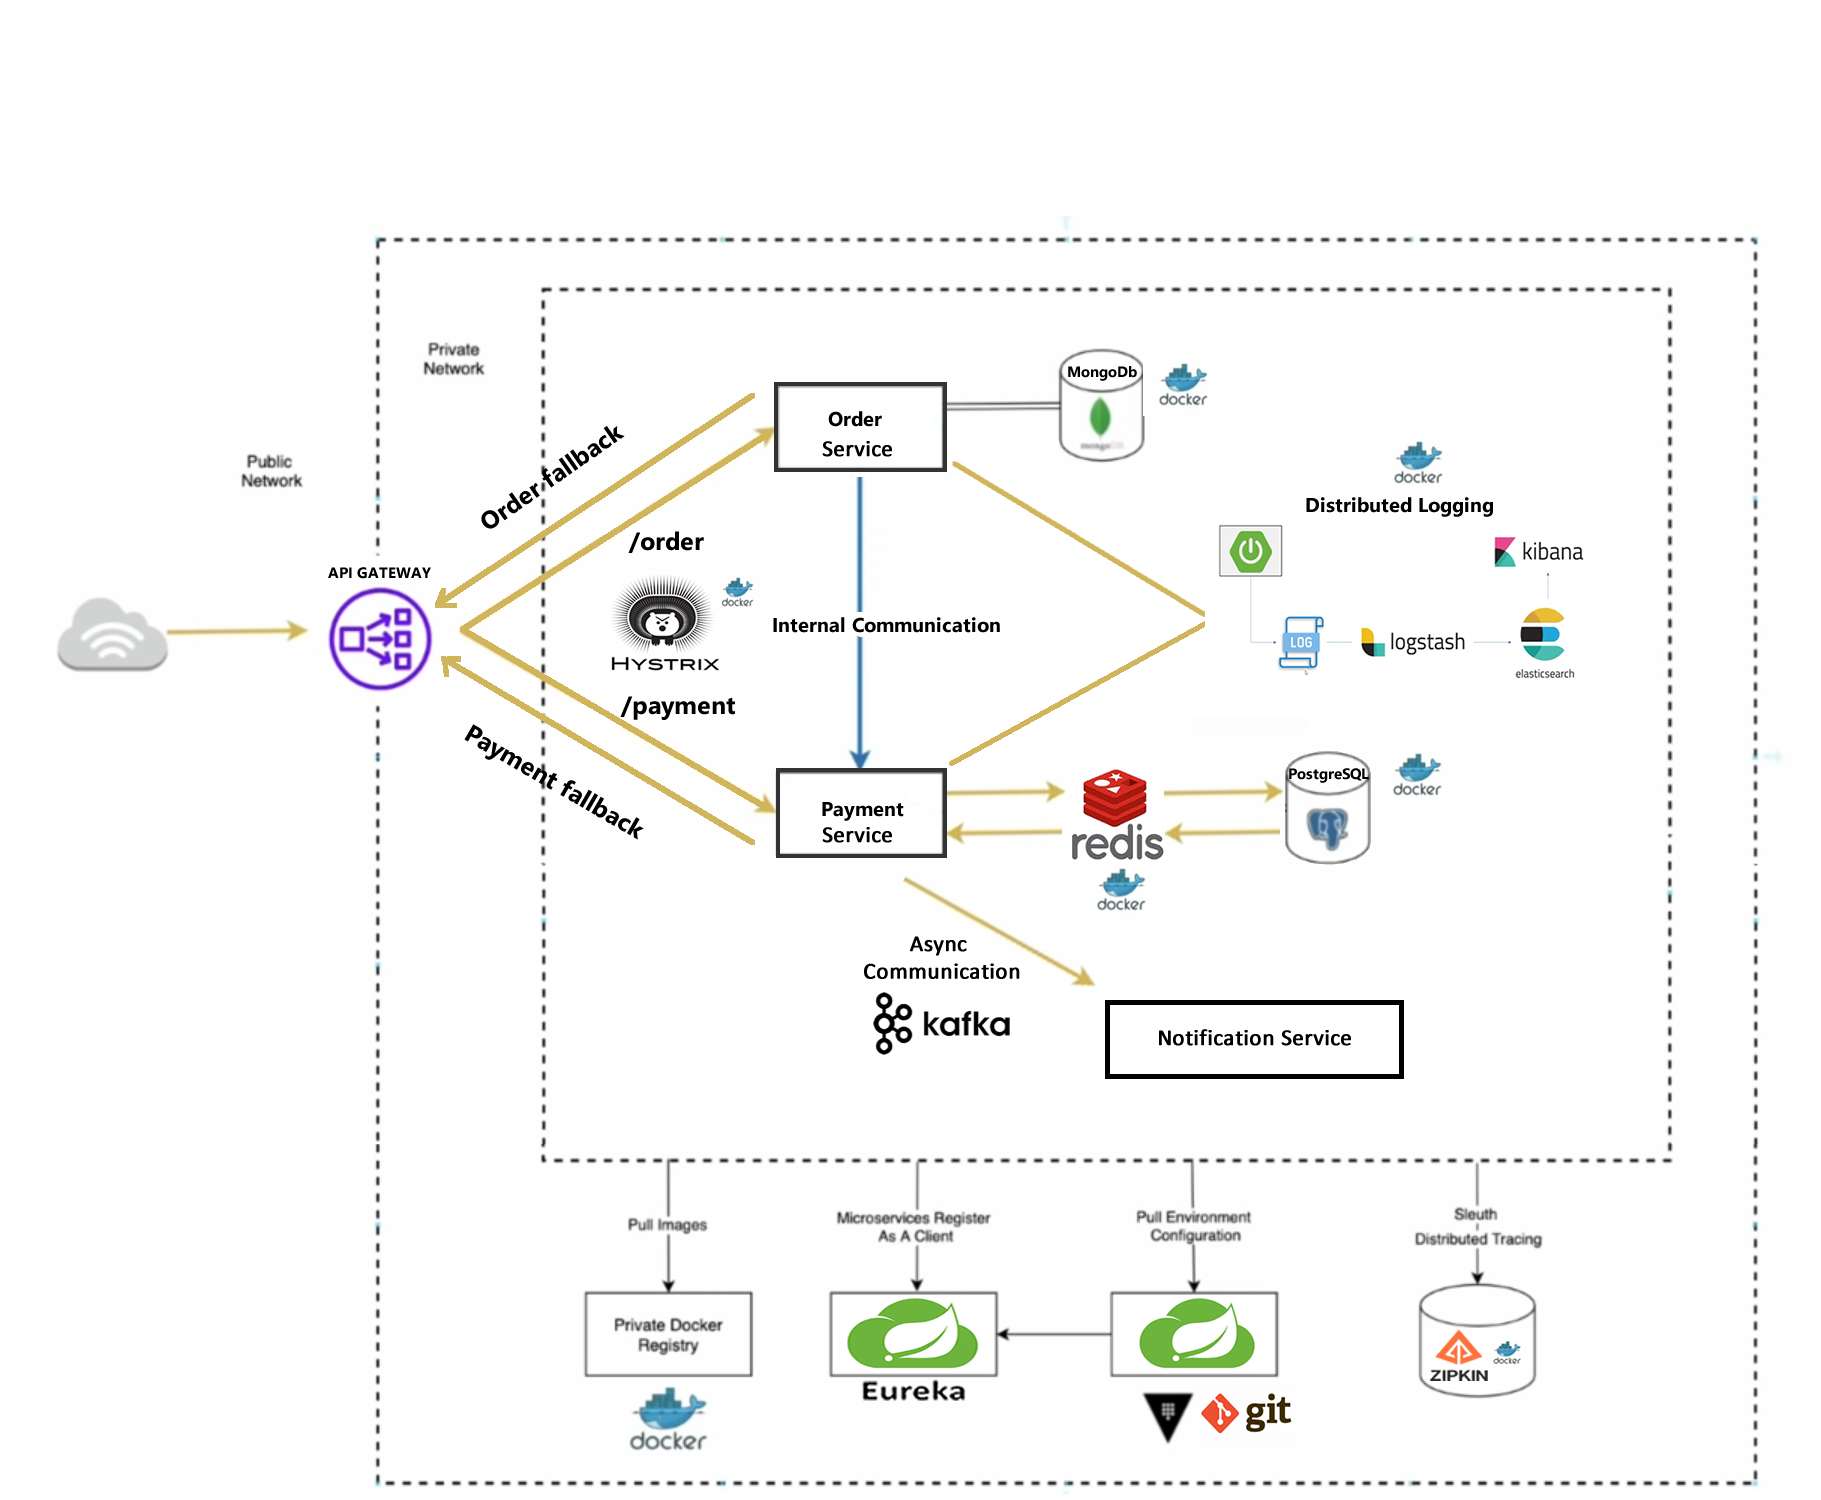 Private
Network
Public
Network
API GATEWAY
Order fallback
/order
HYSTRIX
docker
/payment
Payment fallback
Order
Service
MongoDb
mongoDB
docker
Internal Communication
docker
Distributed Logging
LOG
logstash
kibana
elasticsearch
Payment
Service
redis
docker
PostgreSQL
docker
Async
Communication
kafka
Notification Service
Pull Images
Private Docker
Registry
docker
Microservices Register
As A Client
Eureka
Pull Environment
Configuration
git
Sleuth
Distributed Tracing
ZIPKIN
docker